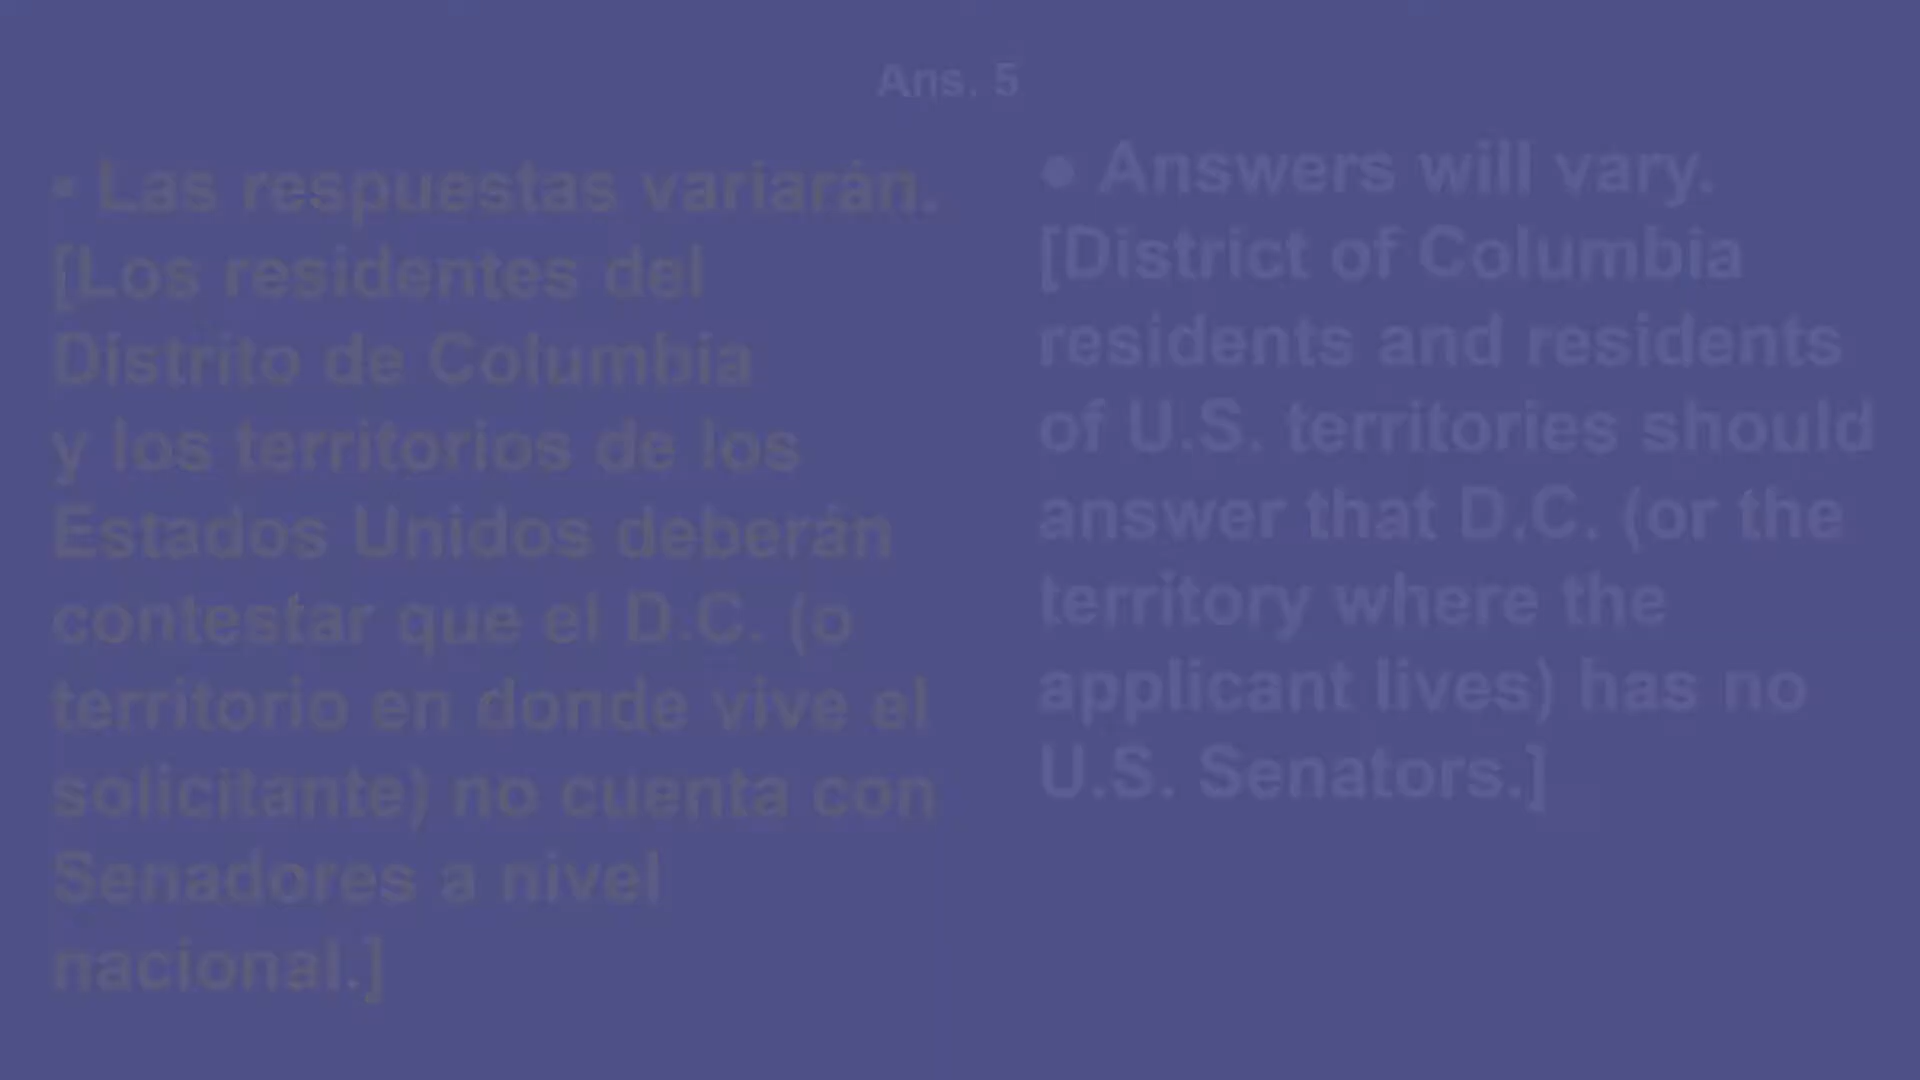 Ans. 5
▪ Las respuestas variarán.
[Los residentes del
Distrito de Columbia
y los territorios de los
Estados Unidos deberán
contestar que el D.C. (o
territorio en donde vive el
solicitante) no cuenta con
Senadores a nivel
nacional.]
● Answers will vary.
[District of Columbia
residents and residents
of U.S. territories should
answer that D.C. (or the
territory where the
applicant lives) has no
U.S. Senators.]